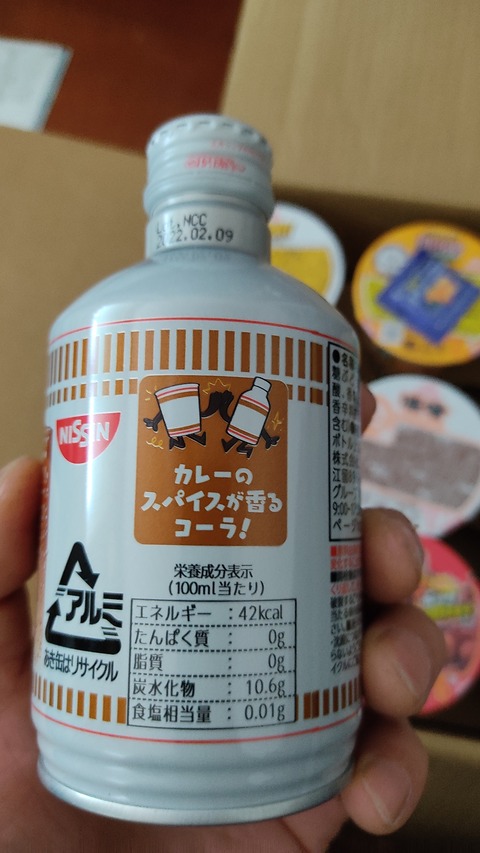 2022.02.09
NISSIN
カレーの
スパイスが香る
コーラ!
栄養成分表示
(100ml当たり)
エネルギー : 42kcal
たんぱく質 : 0g
脂質 : 0g
炭水化物 : 10.6g
食塩相当量 : 0.01g
アルミ
あき缶はリサイクル